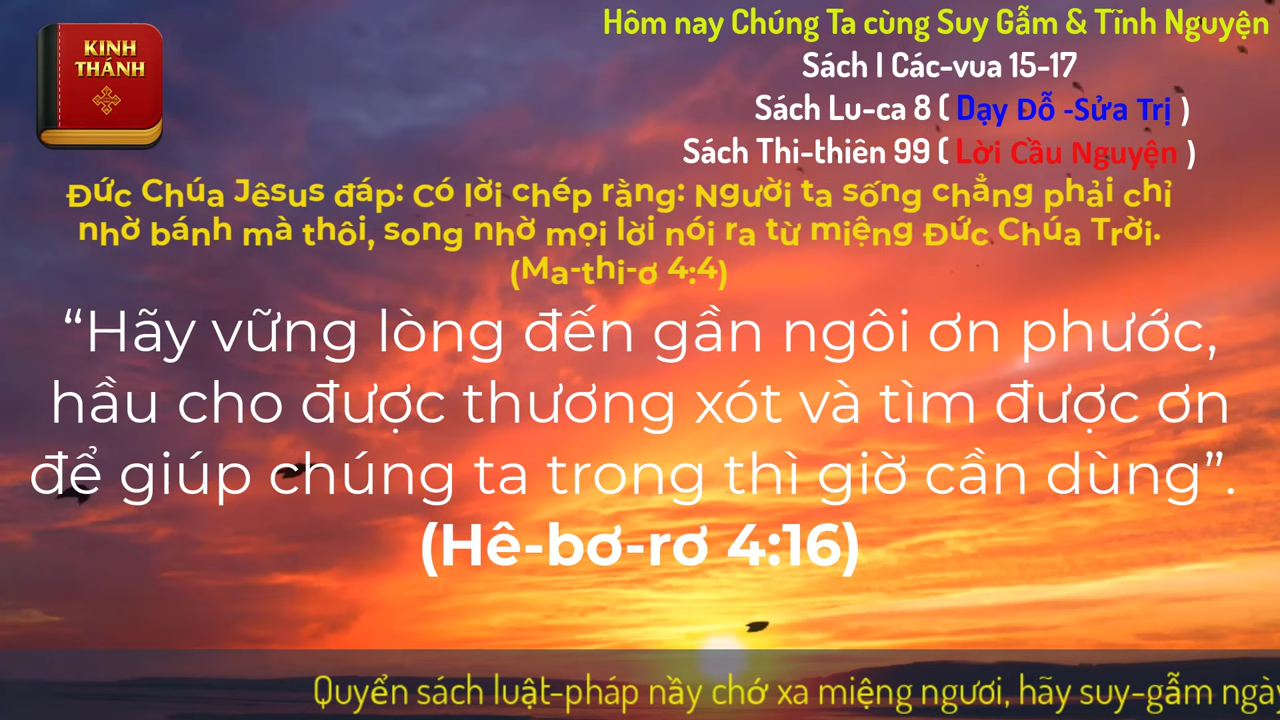 KINH
THÁNH
Hôm nay Chúng Ta cùng Suy Gẫm & Tĩnh Nguyện
Sách I Các-vua 15-17
Sách Lu-ca 8 ( Dạy Đỗ -Sửa Trị )
Sách Thi-thiên 99 ( Lời Cầu Nguyện )
Đức Chúa Jêsus đáp: Có lời chép rằng: Người ta sống chẳng phải chỉ
nhờ bánh mà thôi, song nhờ mọi lời nói ra từ miệng Đức Chúa Trời.
(Ma-thi-ơ 4:4)
“Hãy vững lòng đến gần ngôi ơn phước,
hầu cho được thương xót và tìm được ơn
để giúp chúng ta trong thì giờ cần dùng”.
(Hê-bơ-rơ 4:16)
Quyển sách luật-pháp nầy chớ xa miệng ngươi, hãy suy-gẫm ngày